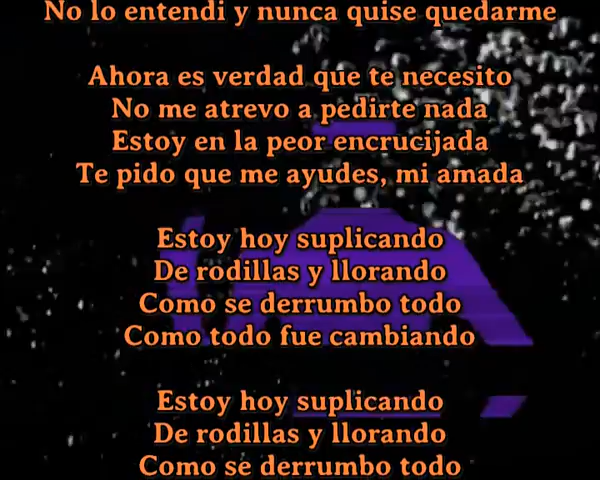 No lo entendi y nunca quise quedarme
Ahora es verdad que te necesito
No me atrevo a pedirte nada
Estoy en la peor encrucijada
Te pido que me ayudes, mi amada
Estoy hoy suplicando
De rodillas y llorando
Como se derrumbo todo
Como todo fue cambiando
Estoy hoy suplicando
De rodillas y llorando
Como se derrumbo todo